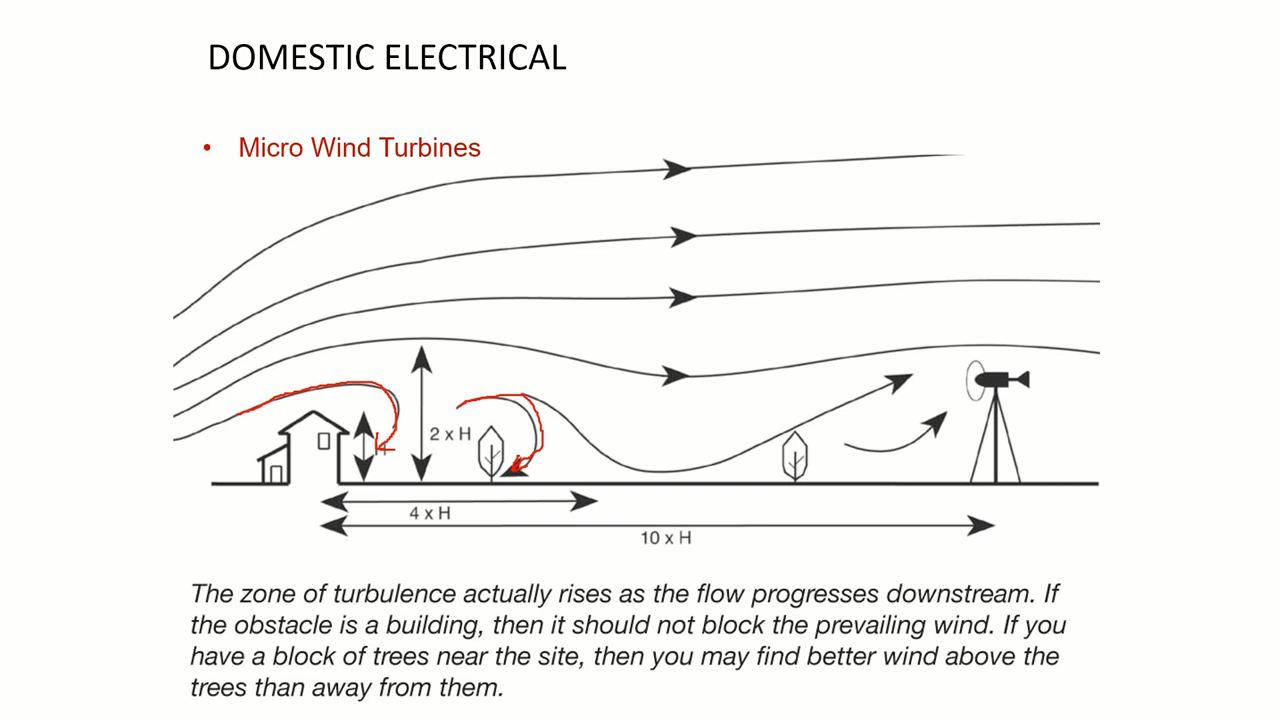 DOMESTIC ELECTRICAL
• Micro Wind Turbines
H
2 x H
4 x H
10 x H
The zone of turbulence actually rises as the flow progresses downstream. If
the obstacle is a building, then it should not block the prevailing wind. If you
have a block of trees near the site, then you may find better wind above the
trees than away from them.